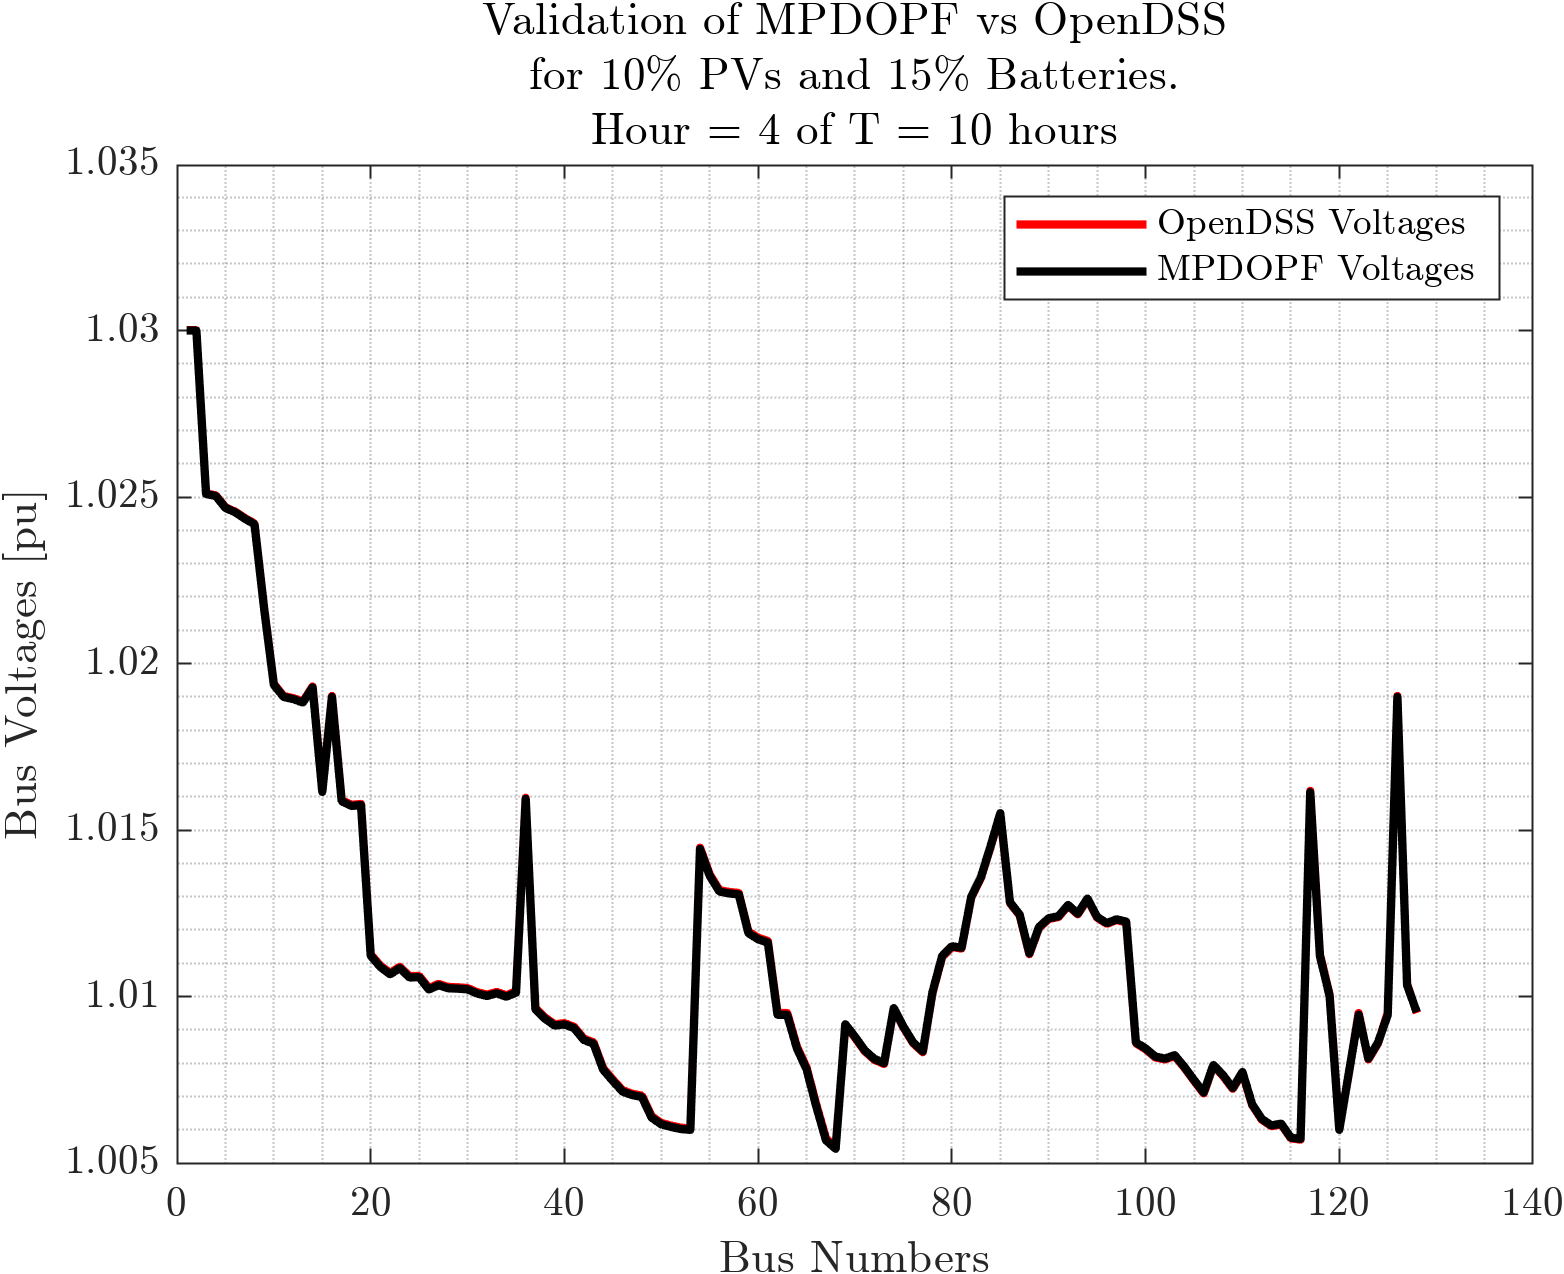 Validation of MPDOPF vs OpenDSS
for 10% PVs and 15% Batteries.
Hour = 4 of T = 10 hours
OpenDSS Voltages
MPDOPF Voltages
Bus Voltages [pu]
1.035
1.03
1.025
1.02
1.015
1.01
1.005
0 20 40 60 80 100 120 140
Bus Numbers